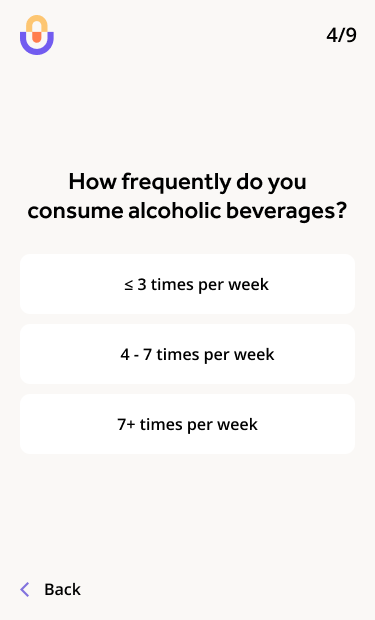 4/9
How frequently do you
consume alcoholic beverages?
≤ 3 times per week
4 - 7 times per week
7+ times per week
Back